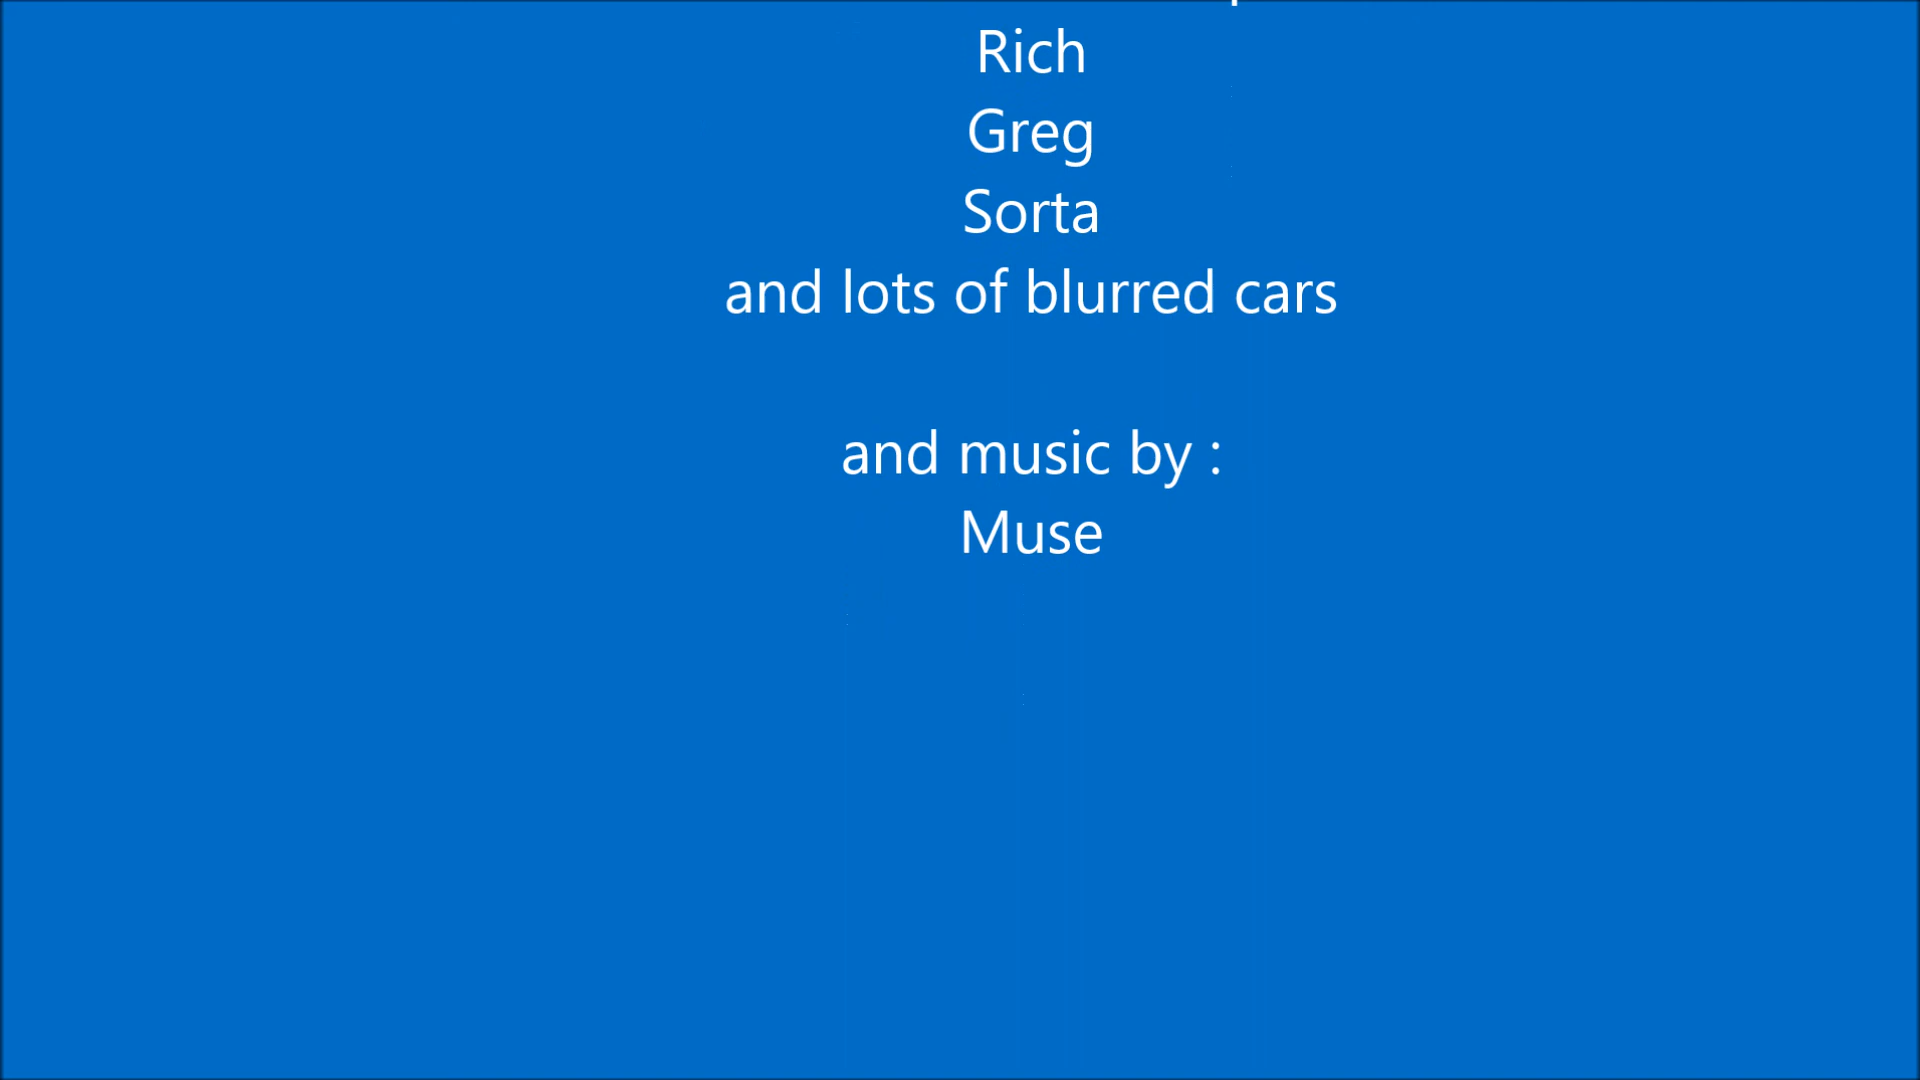 Rich
Greg
Sorta
and lots of blurred cars
and music by :
Muse